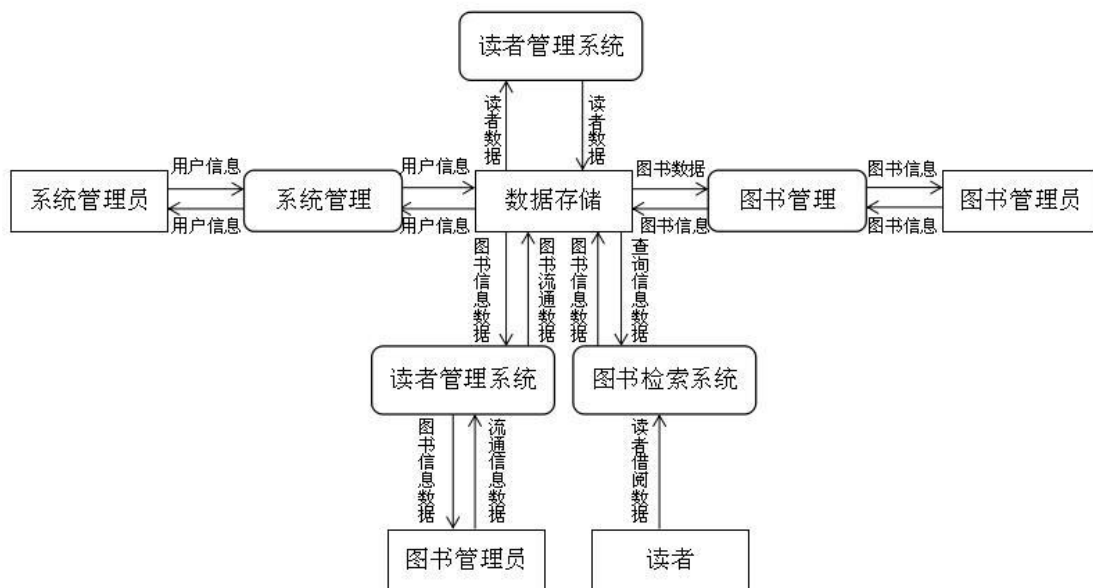 读者管理系统
读者数据
读者数据
用户信息
用户信息
图书数据
图书信息
系统管理员
系统管理
数据存储
图书管理
图书管理员
用户信息
用户信息
图书信息
图书信息
图书信息数据
图书流通数据
图书信息数据
查询信息数据
读者管理系统
图书检索系统
图书信息数据
流通信息数据
读者借阅数据
图书管理员
读者